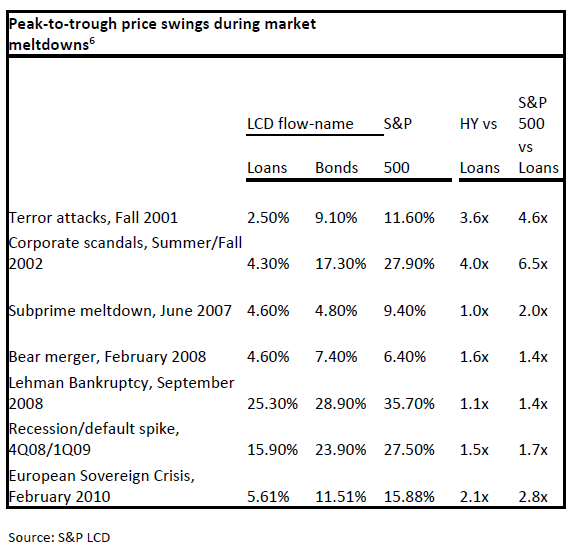 Peak-to-trough price swings during market
meltdowns6
S&P
500
LCD flow-name S&P HY vs vs
Loans Bonds 500 Loans Loans
Terror attacks, Fall 2001 2.50% 9.10% 11.60% 3.6x 4.6x
Corporate scandals, Summer/Fall
2002 4.30% 17.30% 27.90% 4.0x 6.5x
Subprime meltdown, June 2007 4.60% 4.80% 9.40% 1.0x 2.0x
Bear merger, February 2008 4.60% 7.40% 6.40% 1.6x 1.4x
Lehman Bankruptcy, September
2008 25.30% 28.90% 35.70% 1.1x 1.4x
Recession/default spike,
4Q08/1Q09 15.90% 23.90% 27.50% 1.5x 1.7x
European Sovereign Crisis,
February 2010 5.61% 11.51% 15.88% 2.1x 2.8x
Source: S&P LCD